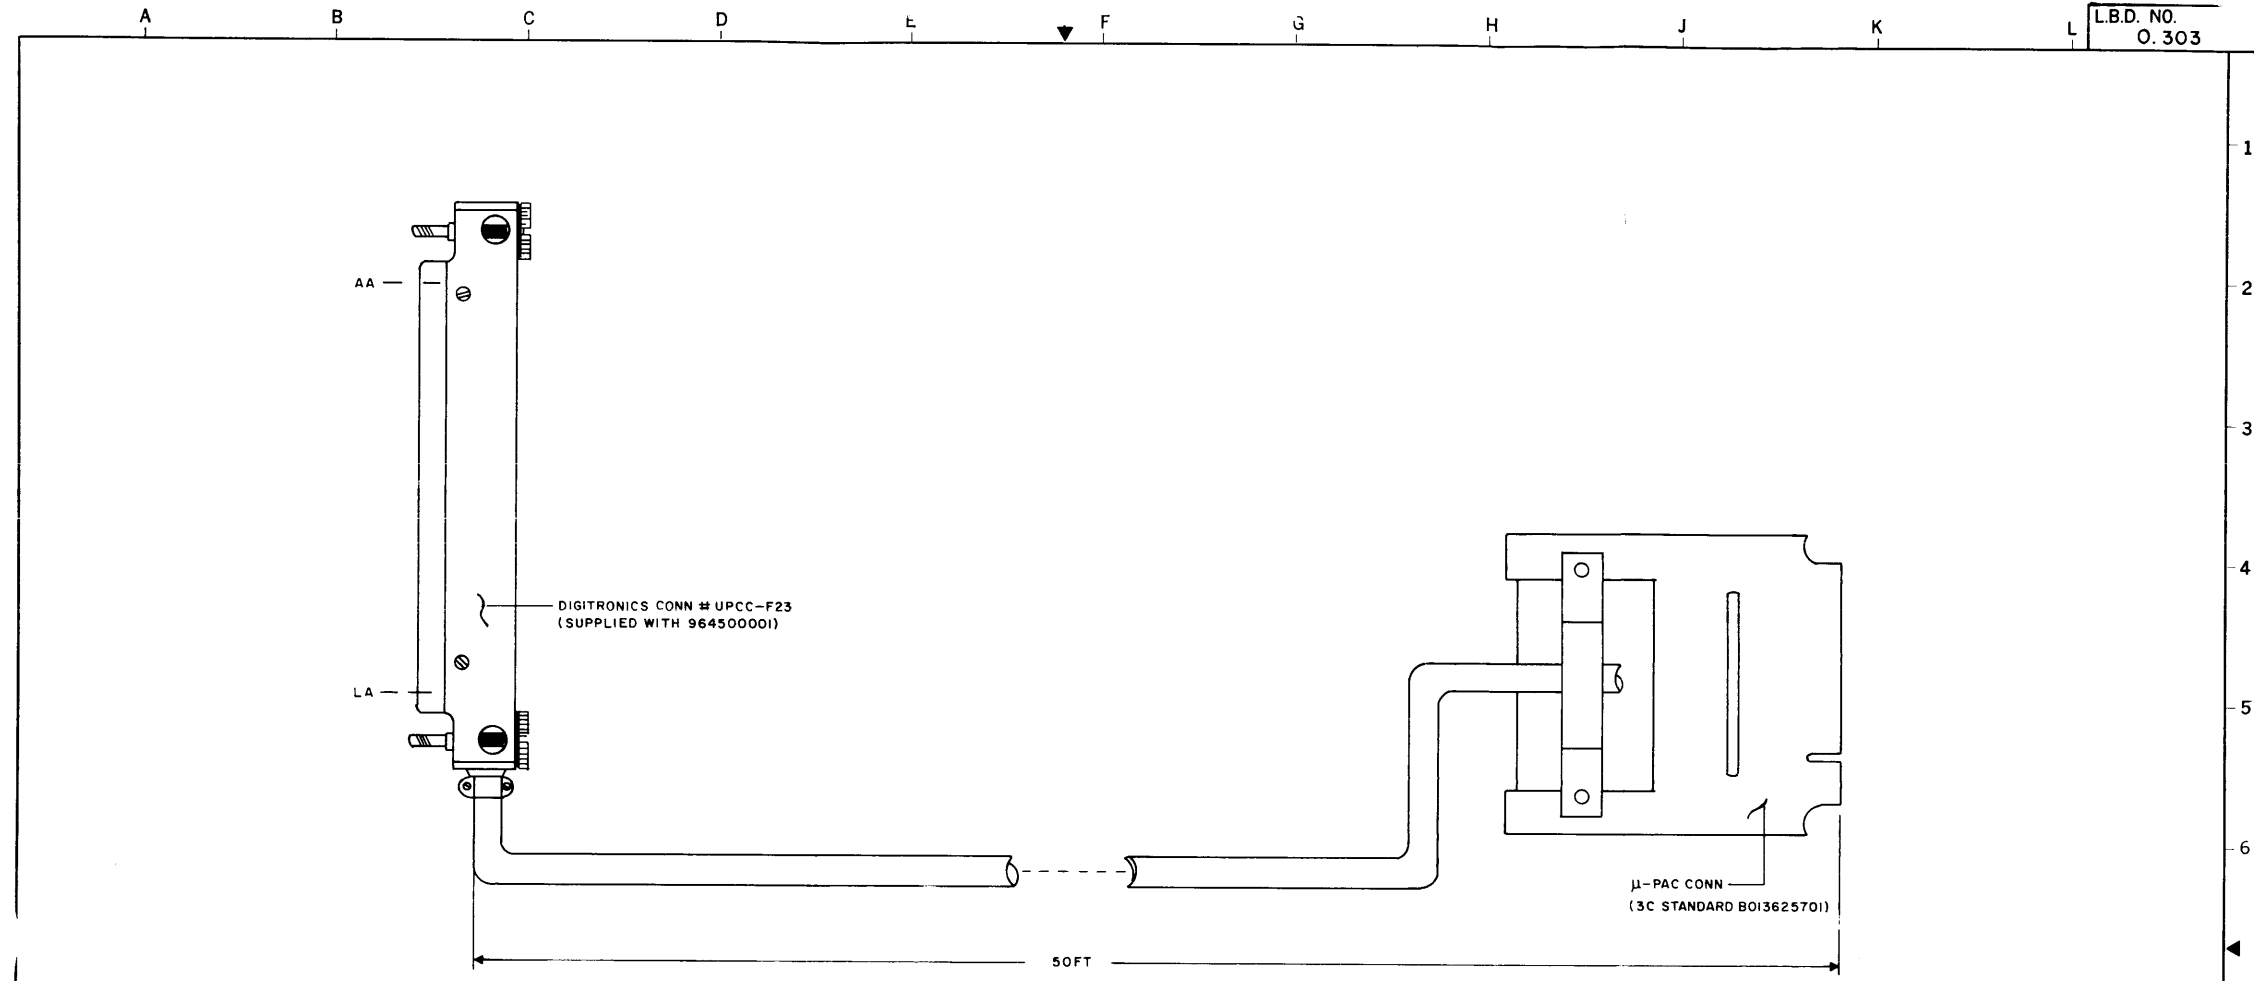 A B C D E F G H J K L
L.B.D. NO.
0.303
1
2
3
4
5
6
AA
LA
DIGITRONICS CONN # UPCC-F23
(SUPPLIED WITH 964500001)
µ-PAC CONN
(3C STANDARD B013625701)
50FT